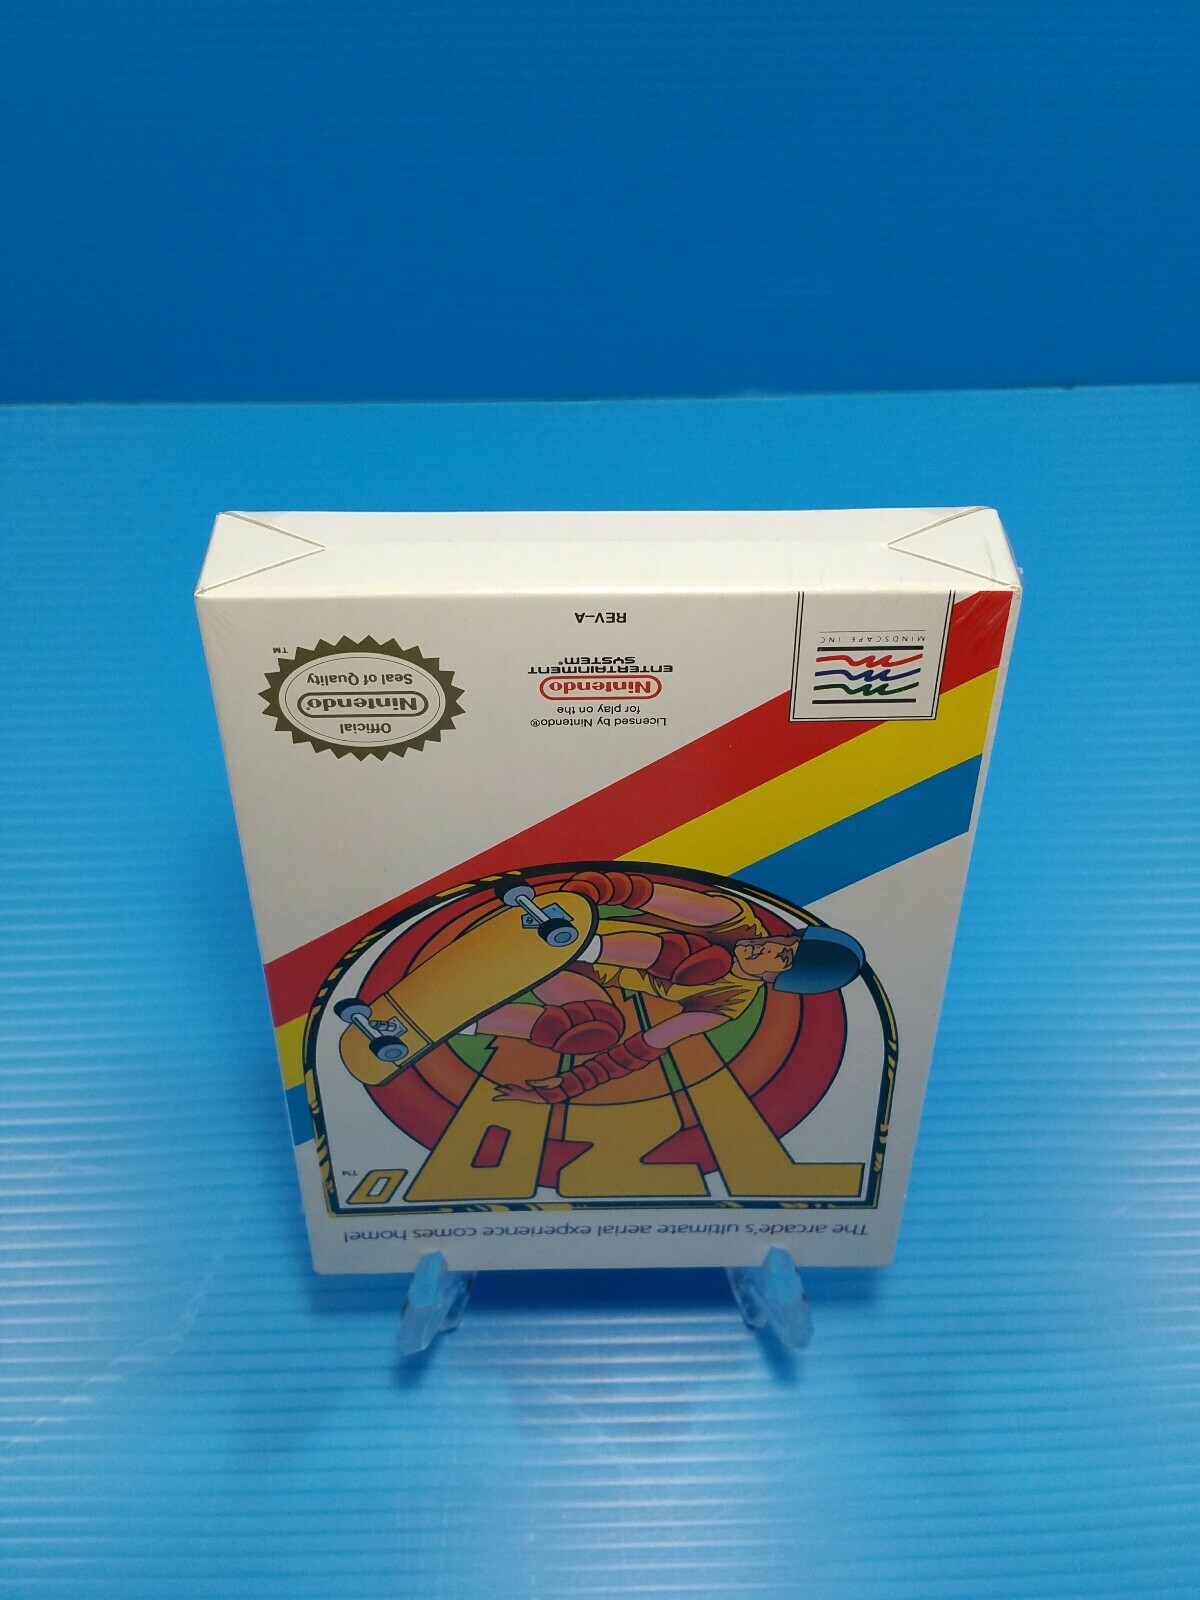 The arcade's ultimate aerial experience comes home!
720°
™
MINDSCAPE INC
Licensed by Nintendo®
for play on the
Nintendo
ENTERTAINMENT
SYSTEM®
REV-A
Official
Nintendo
Seal of Quality
™